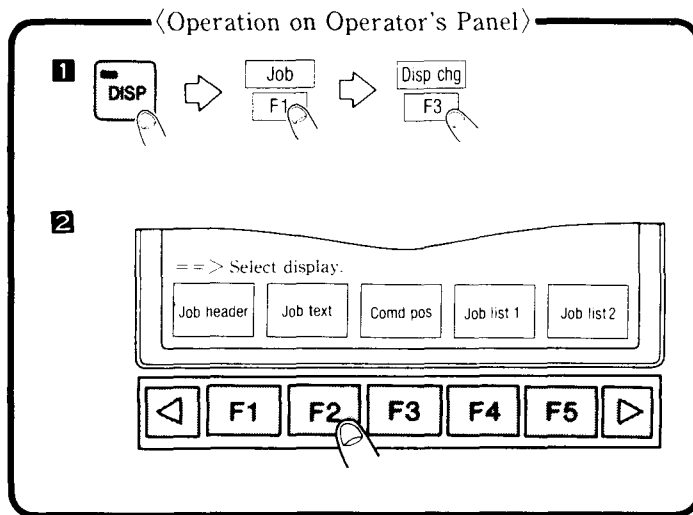 〈Operation on Operator's Panel〉
1
DISP
Job
F1
Disp chg
F3
2
==> Select display.
Job header Job text Comd pos Job list 1 Job list 2
F1 F2 F3 F4 F5